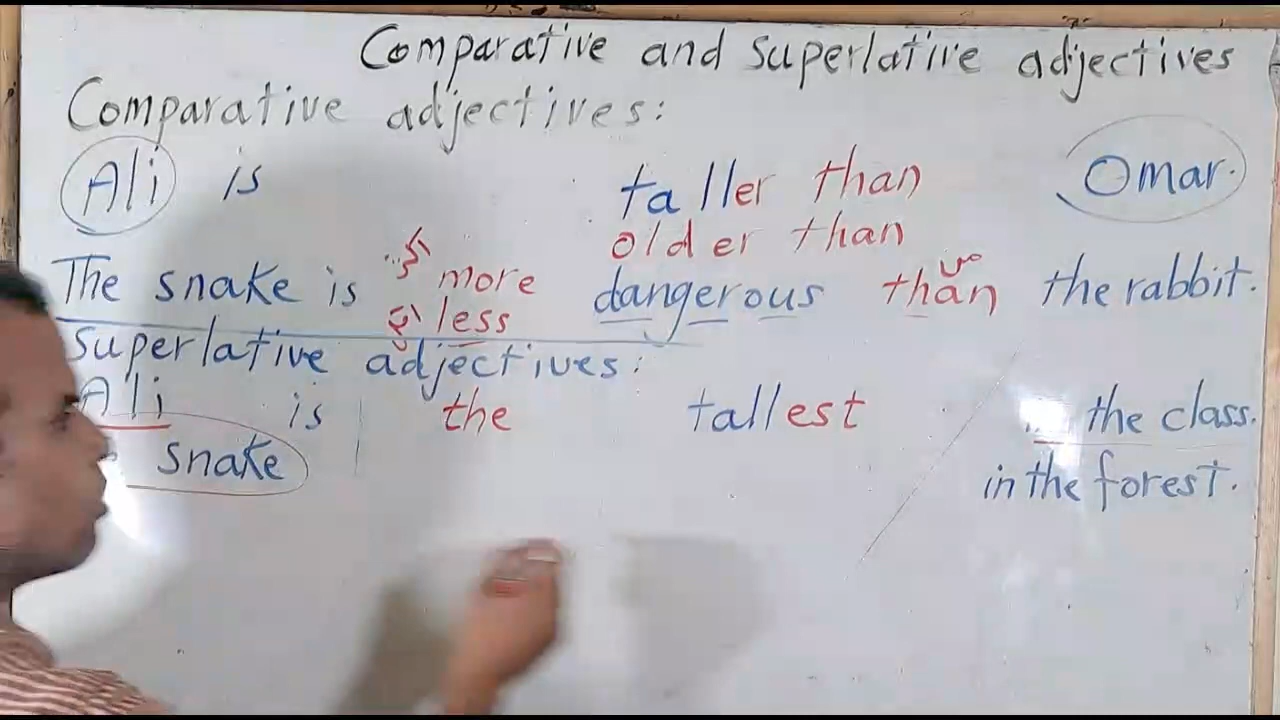 Comparative and superlative adjectives
Comparative adjectives:
Ali is taller than Omar.
older than
من
The snake is more dangerous than the rabbit.
less
superlative adjectives:
Ali is the tallest the class.
snake in the forest.